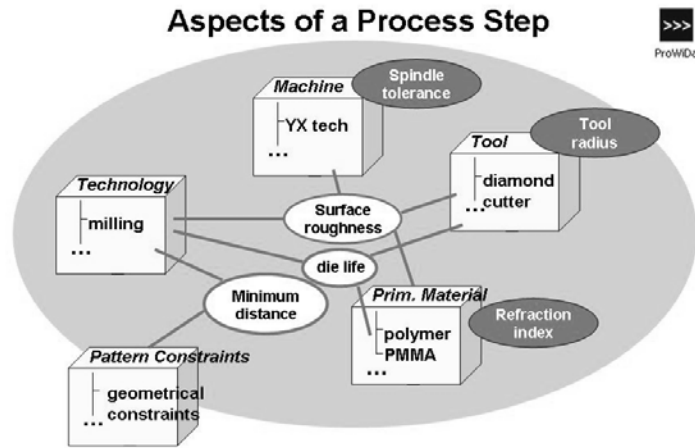 Aspects of a Process Step
>>>
ProWiDa
Machine
Spindle
tolerance
YX tech
...
Tool
radius
Tool
diamond
...cutter
Technology
milling
...
Surface
roughness
die life
Minimum
distance
Prim. Material
polymer
PMMA
...
Refraction
index
Pattern Constraints
geometrical
constraints
...